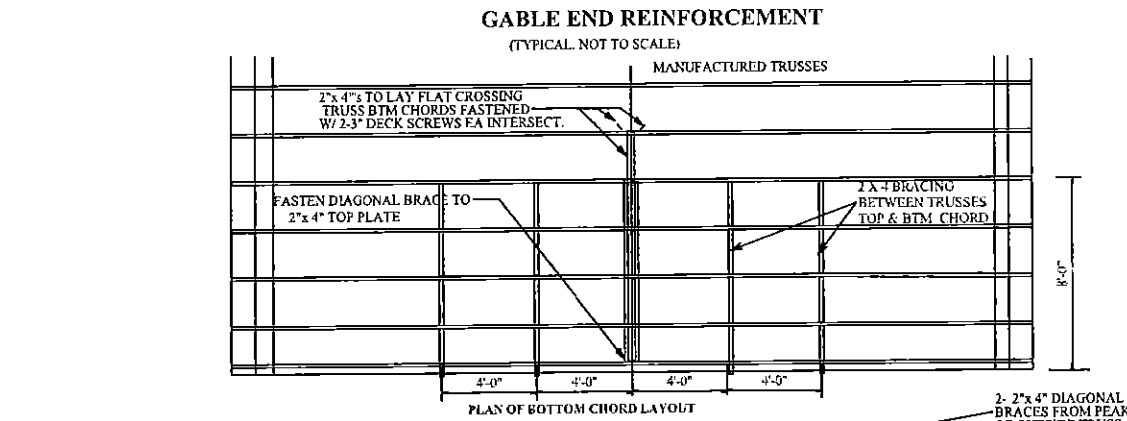 GABLE END REINFORCEMENT
(TYPICAL. NOT TO SCALE)
MANUFACTURED TRUSSES
2"x 4"'s TO LAY FLAT CROSSING
TRUSS BTM CHORDS FASTENED
W/ 2-3" DECK SCREWS EA INTERSECT.
FASTEN DIAGONAL BRACE TO
2"x 4" TOP PLATE
2 X 4 BRACING
BETWEEN TRUSSES
TOP & BTM CHORD
8'-0"
4'-0" 4'-0" 4'-0" 4'-0"
PLAN OF BOTTOM CHORD LAYOUT
2- 2"x 4" DIAGONAL
BRACES FROM PEAK